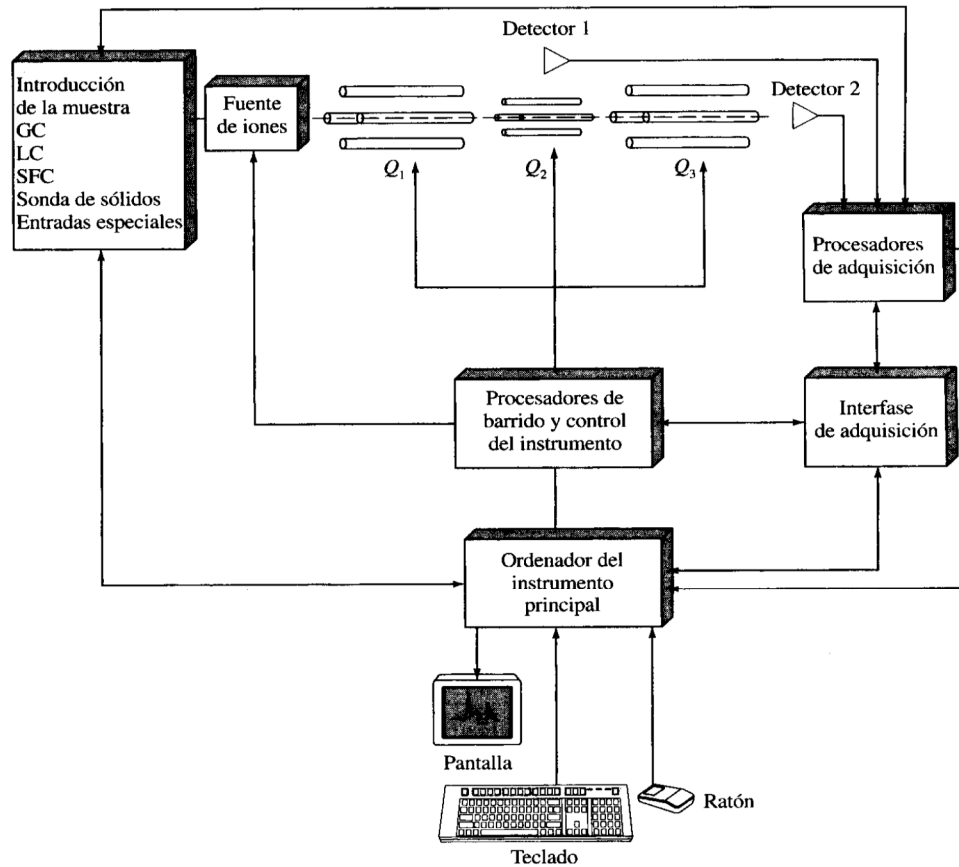 Detector 1
Introducción
de la muestra
GC
LC
SFC
Sonda de sólidos
Entradas especiales
Fuente
de iones
Detector 2
Q1
Q2
Q3
Procesadores
de adquisición
Procesadores de
barrido y control
del instrumento
Interfase
de adquisición
Ordenador del
instrumento
principal
Pantalla
Ratón
Teclado